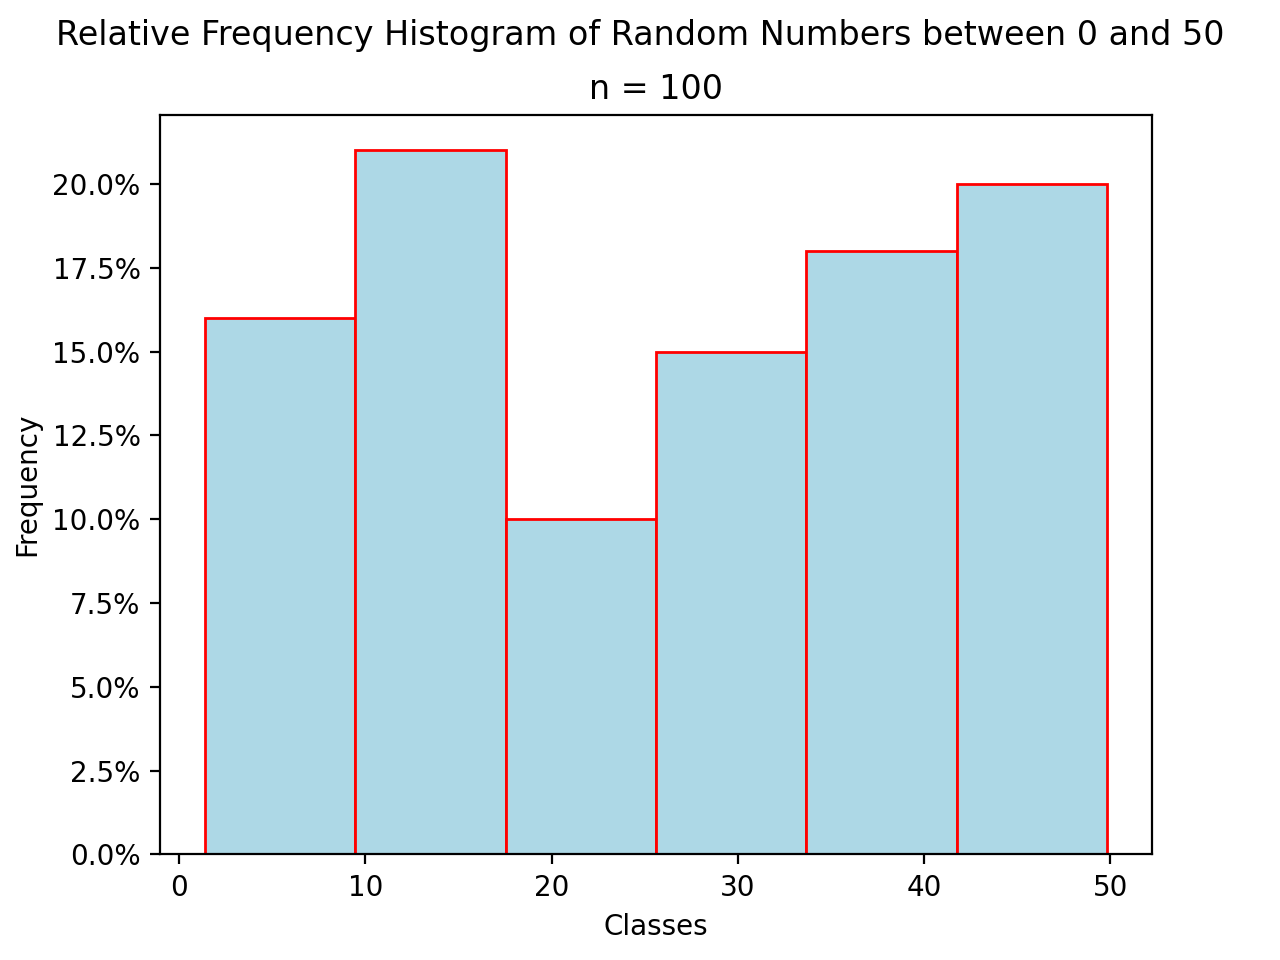 Relative Frequency Histogram of Random Numbers between 0 and 50
n = 100
20.0%
17.5%
15.0%
12.5%
10.0%
7.5%
5.0%
2.5%
0.0%
Frequency
0 10 20 30 40 50
Classes